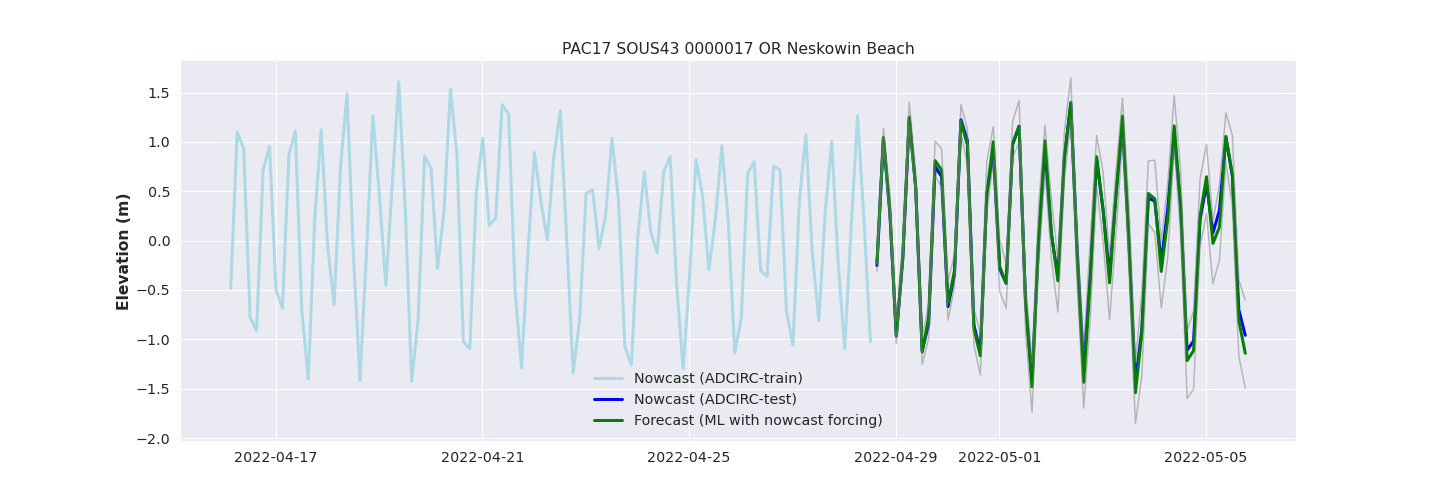 PAC17 SOUS43 0000017 OR Neskowin Beach
Elevation (m)
1.5
1.0
0.5
0.0
−0.5
−1.0
−1.5
−2.0
Nowcast (ADCIRC-train)
Nowcast (ADCIRC-test)
Forecast (ML with nowcast forcing)
2022-04-17 2022-04-21 2022-04-25 2022-04-29 2022-05-01 2022-05-05